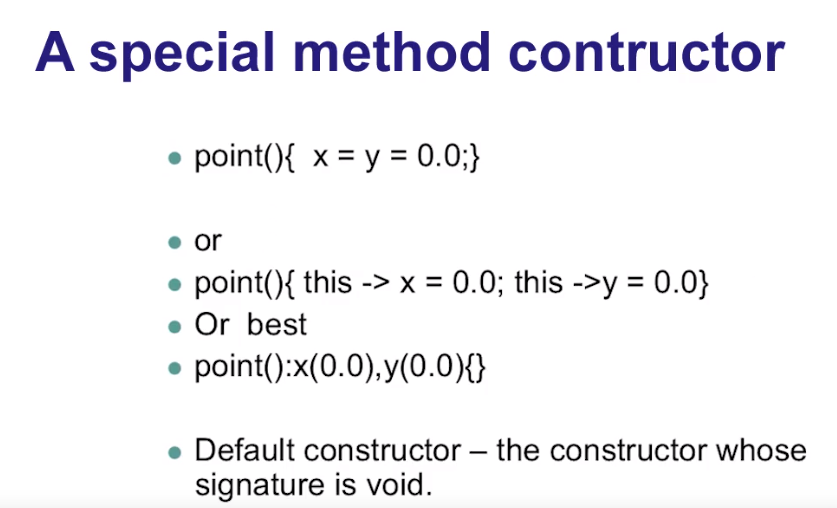 A special method contructor
• point(){ x = y = 0.0;}
• or
• point(){ this -> x = 0.0; this ->y = 0.0}
• Or best
• point():x(0.0),y(0.0){}
• Default constructor – the constructor whose
signature is void.